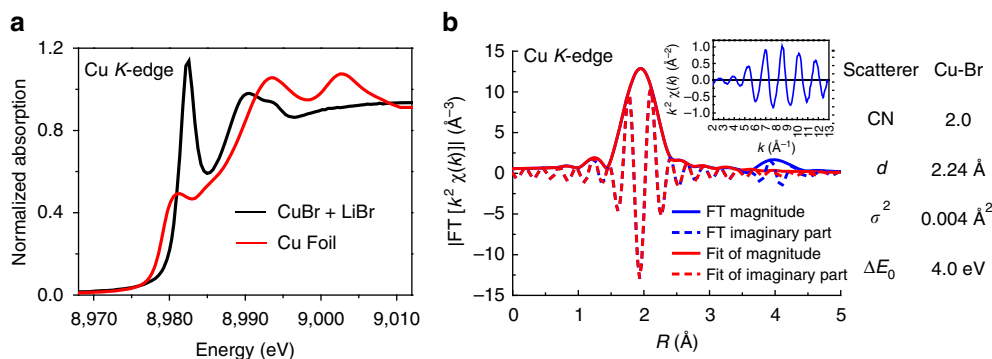 a
Cu K-edge
Normalized absorption
1.2
0.8
0.4
0.0
CuBr + LiBr
Cu Foil
8,970 8,980 8,990 9,000 9,010
Energy (eV)
b
Cu K-edge
|FT [k² χ(k)]| (Å⁻³)
15
10
5
0
−5
−10
−15
k² χ(k) (Å⁻²)
1.0
0.5
0.0
−0.5
−1.0
2 3 4 5 6 7 8 9 10 11 12 13
k (Å⁻¹)
FT magnitude
FT imaginary part
Fit of magnitude
Fit of imaginary part
0 1 2 3 4 5
R (Å)
Scatterer Cu-Br
CN 2.0
d 2.24 Å
σ² 0.004 Å²
ΔE₀ 4.0 eV